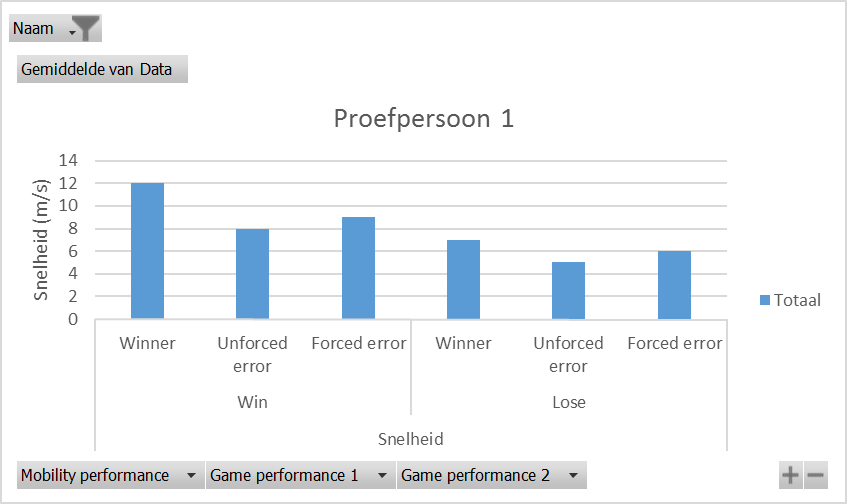 Naam
Gemiddelde van Data
Proefpersoon 1
Snelheid (m/s)
14
12
10
8
6
4
2
0
Winner Unforced error Forced error Winner Unforced error Forced error
Win Lose
Snelheid
Totaal
Mobility performance Game performance 1 Game performance 2